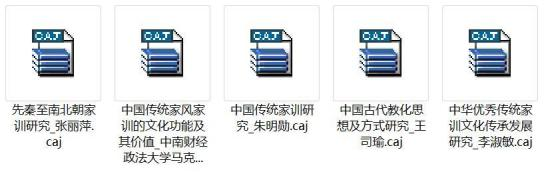 CAJ
CAJ
CAJ
CAJ
CAJ
先秦至南北朝家
训研究_张丽萍.
caj
中国传统家风家
训的文化功能及
其价值_中南财经
政法大学马克...
中国传统家训研
究_朱明勋.caj
中国古代教化思
想及方式研究_王
司瑜.caj
中华优秀传统家
训文化传承发展
研究_李淑敏.caj